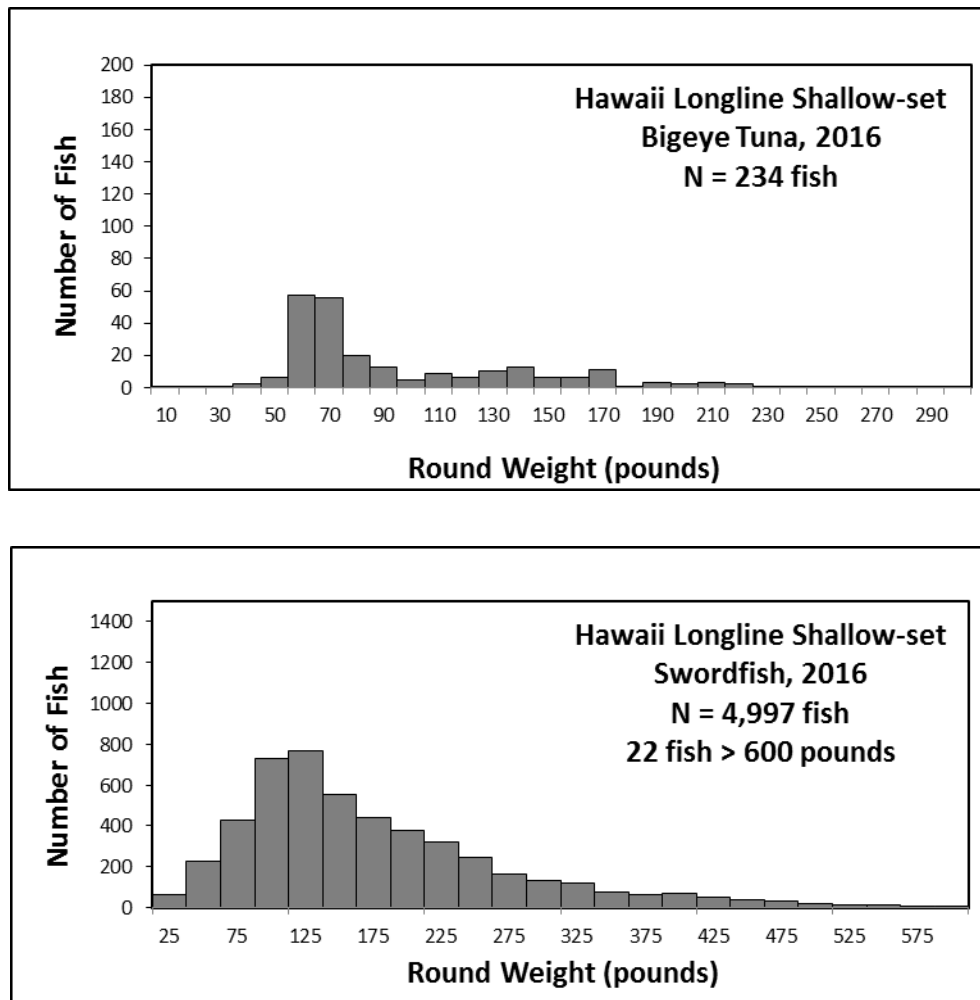 200
180
160
140
120
100
80
60
40
20
0
Number of Fish
Hawaii Longline Shallow-set
Bigeye Tuna, 2016
N = 234 fish
10 30 50 70 90 110 130 150 170 190 210 230 250 270 290
Round Weight (pounds)
1400
1200
1000
800
600
400
200
0
Number of Fish
Hawaii Longline Shallow-set
Swordfish, 2016
N = 4,997 fish
22 fish > 600 pounds
25 75 125 175 225 275 325 375 425 475 525 575
Round Weight (pounds)